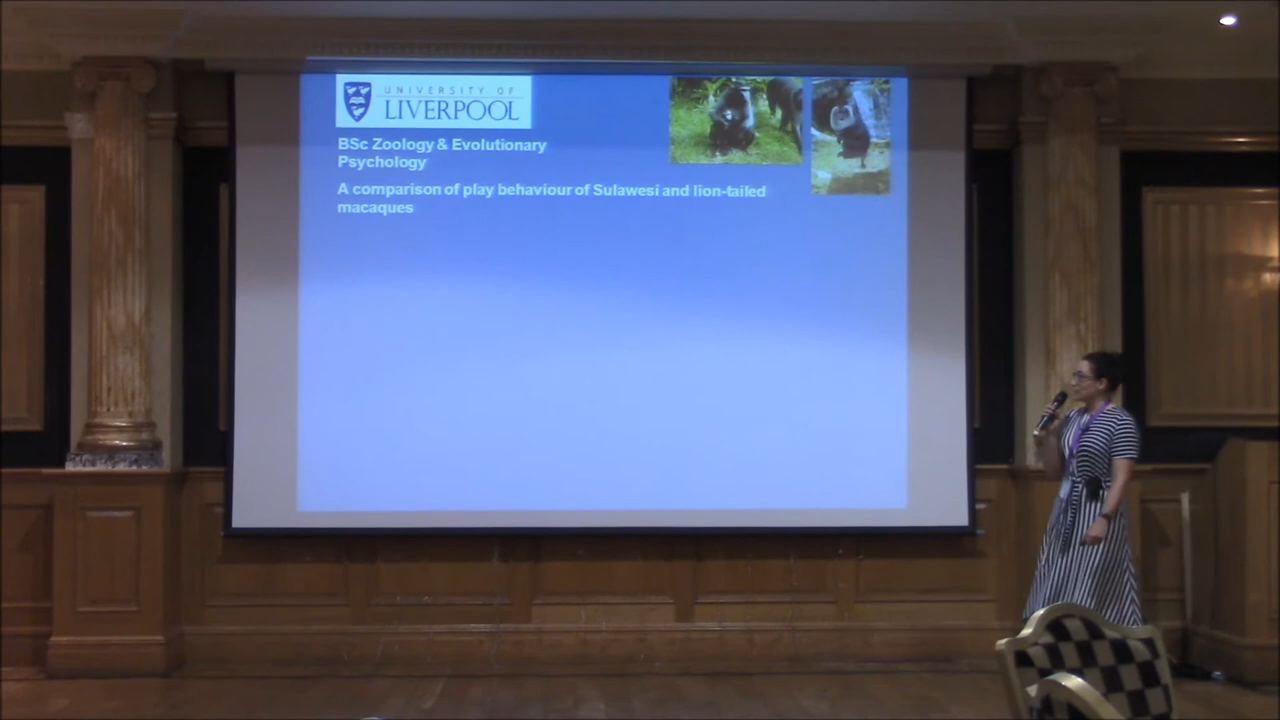 UNIVERSITY OF
LIVERPOOL
BSc Zoology & Evolutionary
Psychology
A comparison of play behaviour of Sulawesi and lion-tailed
macaques